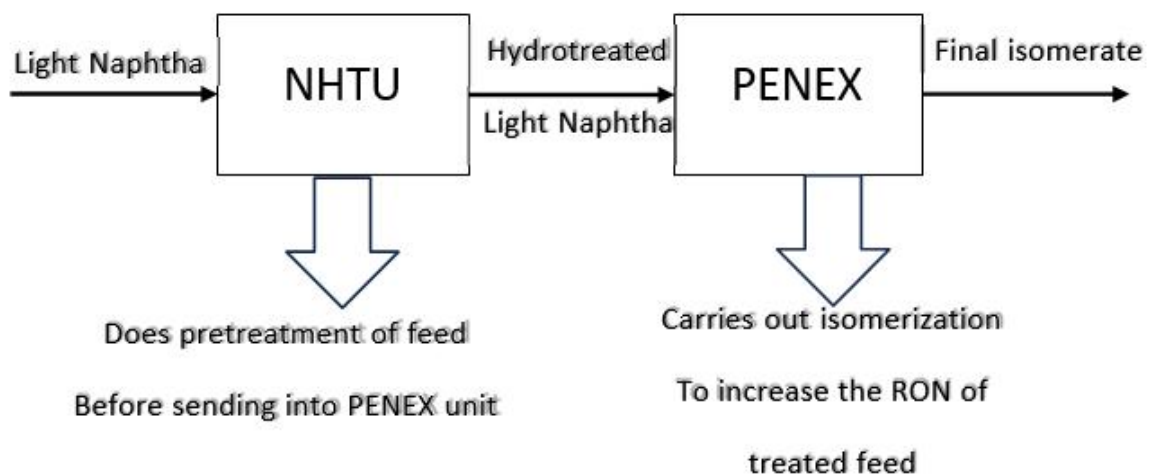 Light Naphtha
NHTU
Hydrotreated
Light Naphtha
PENEX
Final isomerate
Does pretreatment of feed
Before sending into PENEX unit
Carries out isomerization
To increase the RON of
treated feed